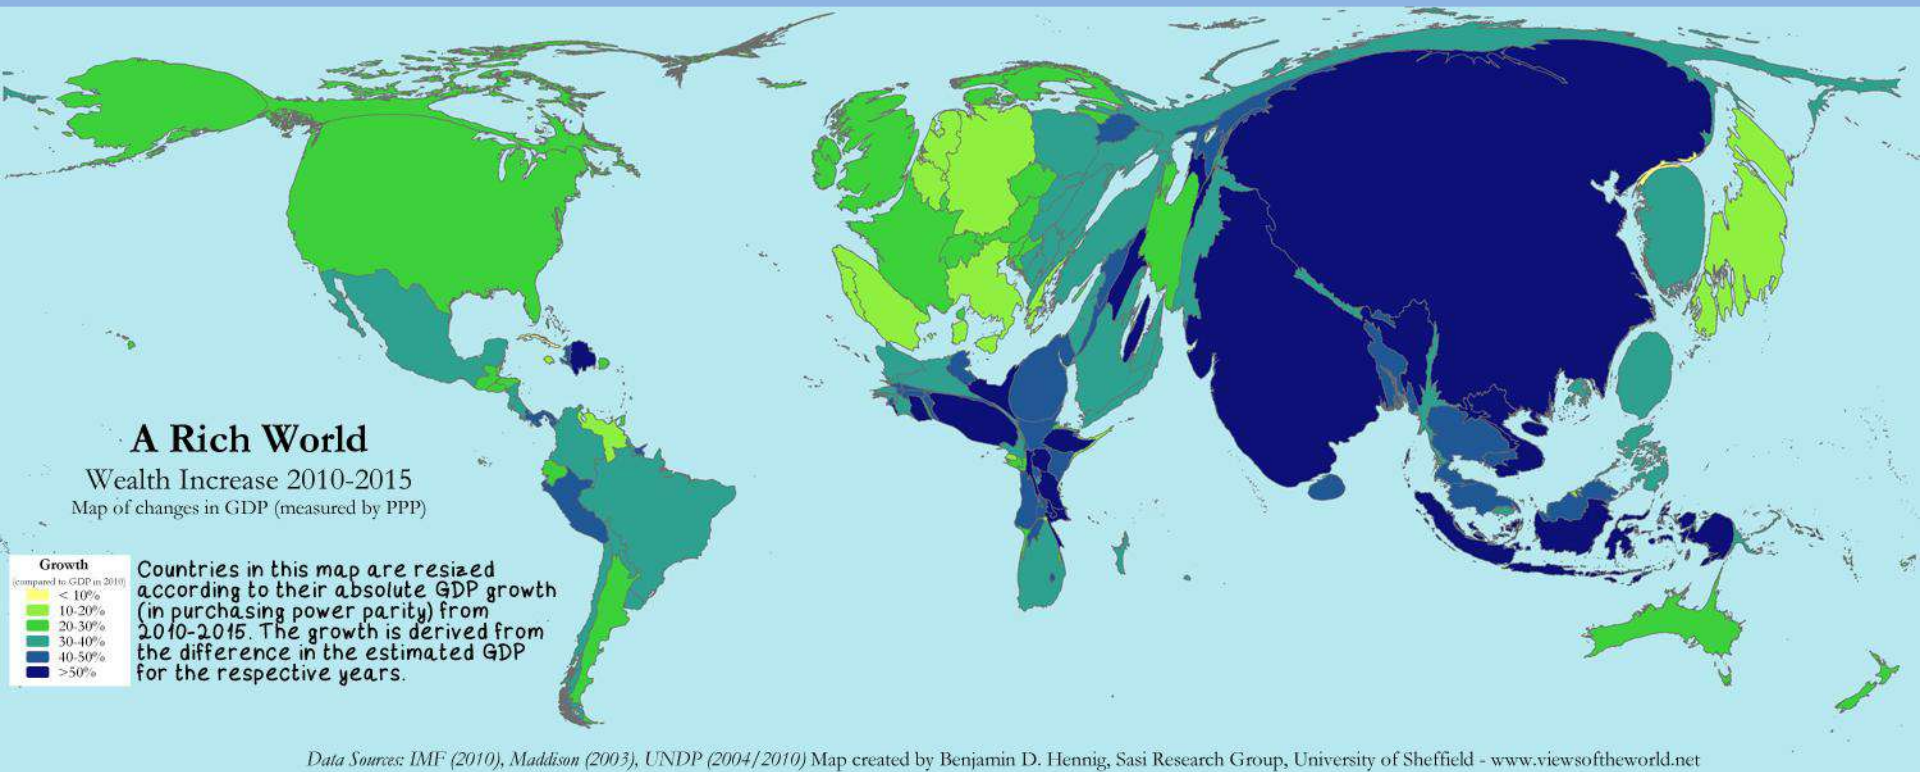 A Rich World
Wealth Increase 2010-2015
Map of changes in GDP (measured by PPP)
Growth
(compared to GDP in 2010)
< 10%
10-20%
20-30%
30-40%
40-50%
>50%
Countries in this map are resized
according to their absolute GDP growth
(in purchasing power parity) from
2010-2015. The growth is derived from
the difference in the estimated GDP
for the respective years.
Data Sources: IMF (2010), Maddison (2003), UNDP (2004/2010) Map created by Benjamin D. Hennig, Sasi Research Group, University of Sheffield - www.viewsoftheworld.net